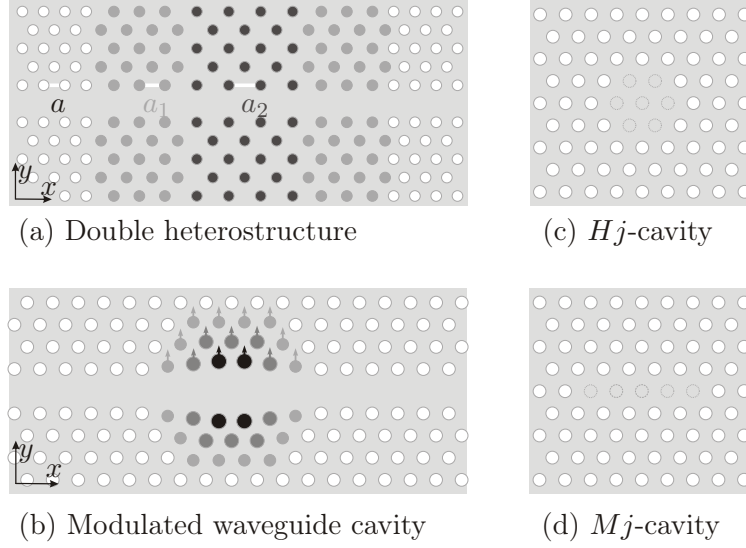 a a₁ a₂
y
x
(a) Double heterostructure
(c) Hj-cavity
y
x
(b) Modulated waveguide cavity
(d) Mj-cavity